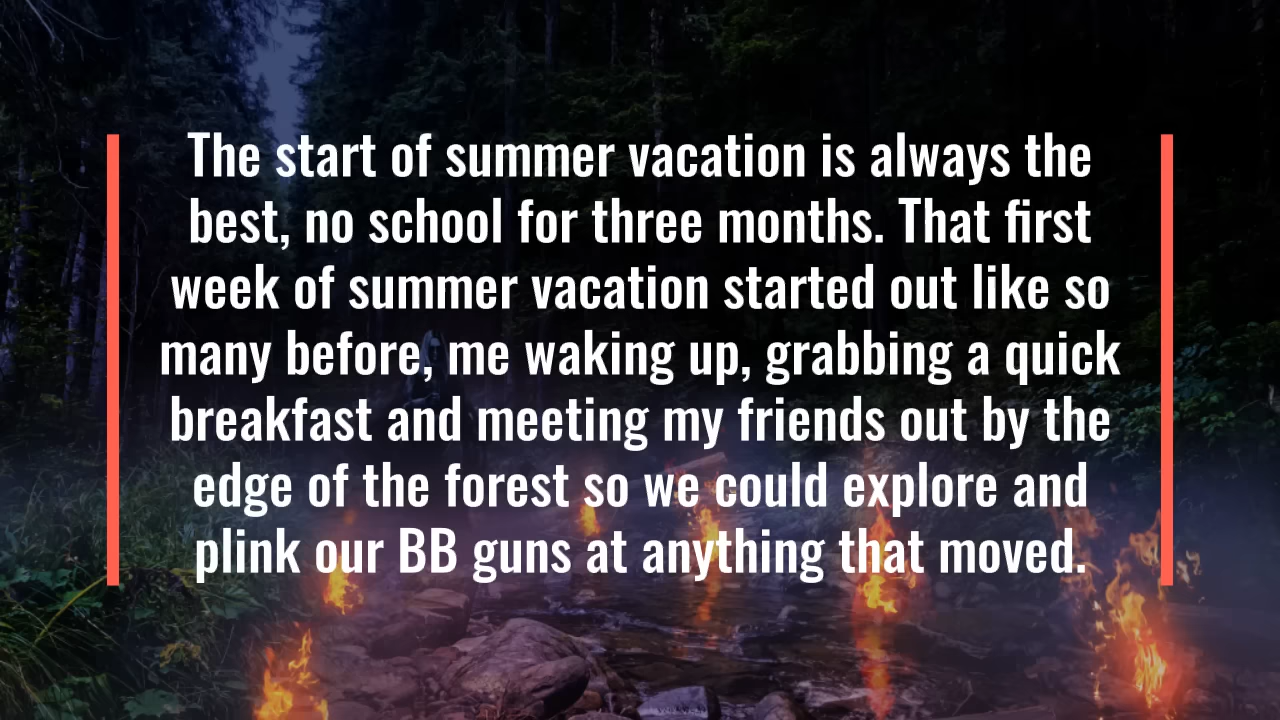 The start of summer vacation is always the
best, no school for three months. That first
week of summer vacation started out like so
many before, me waking up, grabbing a quick
breakfast and meeting my friends out by the
edge of the forest so we could explore and
plink our BB guns at anything that moved.